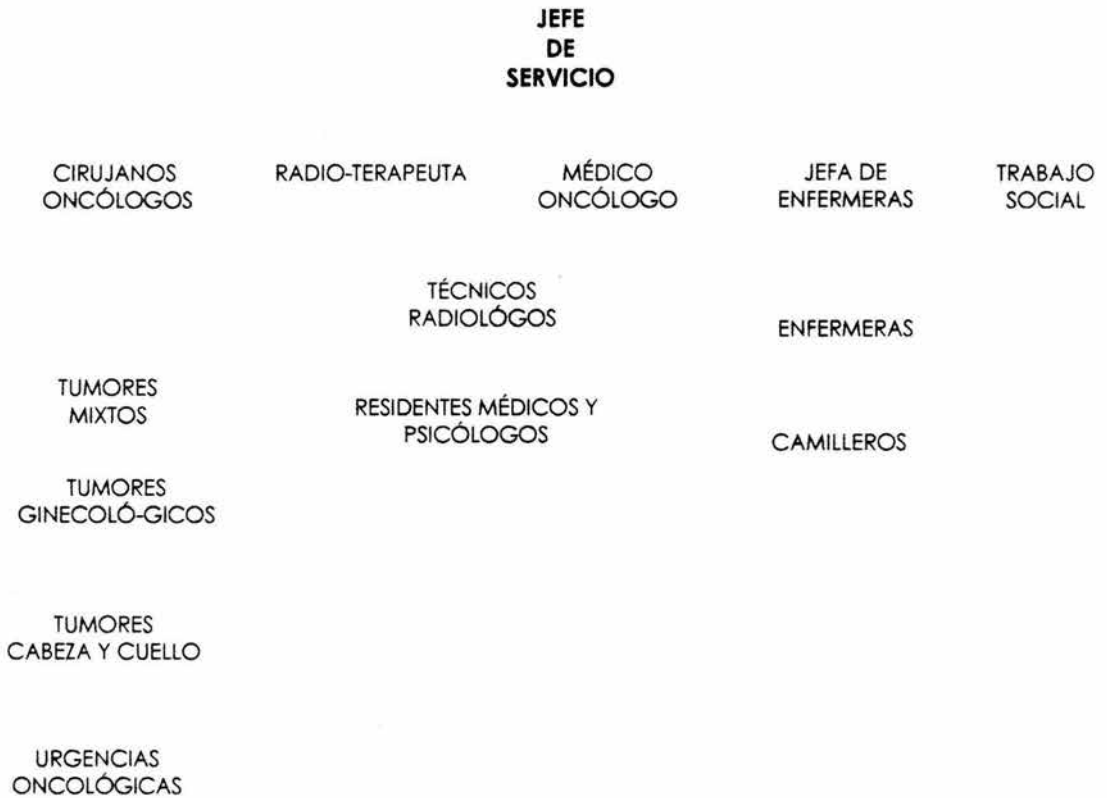 JEFE
DE
SERVICIO
CIRUJANOS
ONCÓLOGOS
RADIO-TERAPEUTA
MÉDICO
ONCÓLOGO
JEFA DE
ENFERMERAS
TRABAJO
SOCIAL
TÉCNICOS
RADIOLÓGOS
ENFERMERAS
TUMORES
MIXTOS
RESIDENTES MÉDICOS Y
PSICÓLOGOS
CAMILLEROS
TUMORES
GINECOLÓ-GICOS
TUMORES
CABEZA Y CUELLO
URGENCIAS
ONCOLÓGICAS